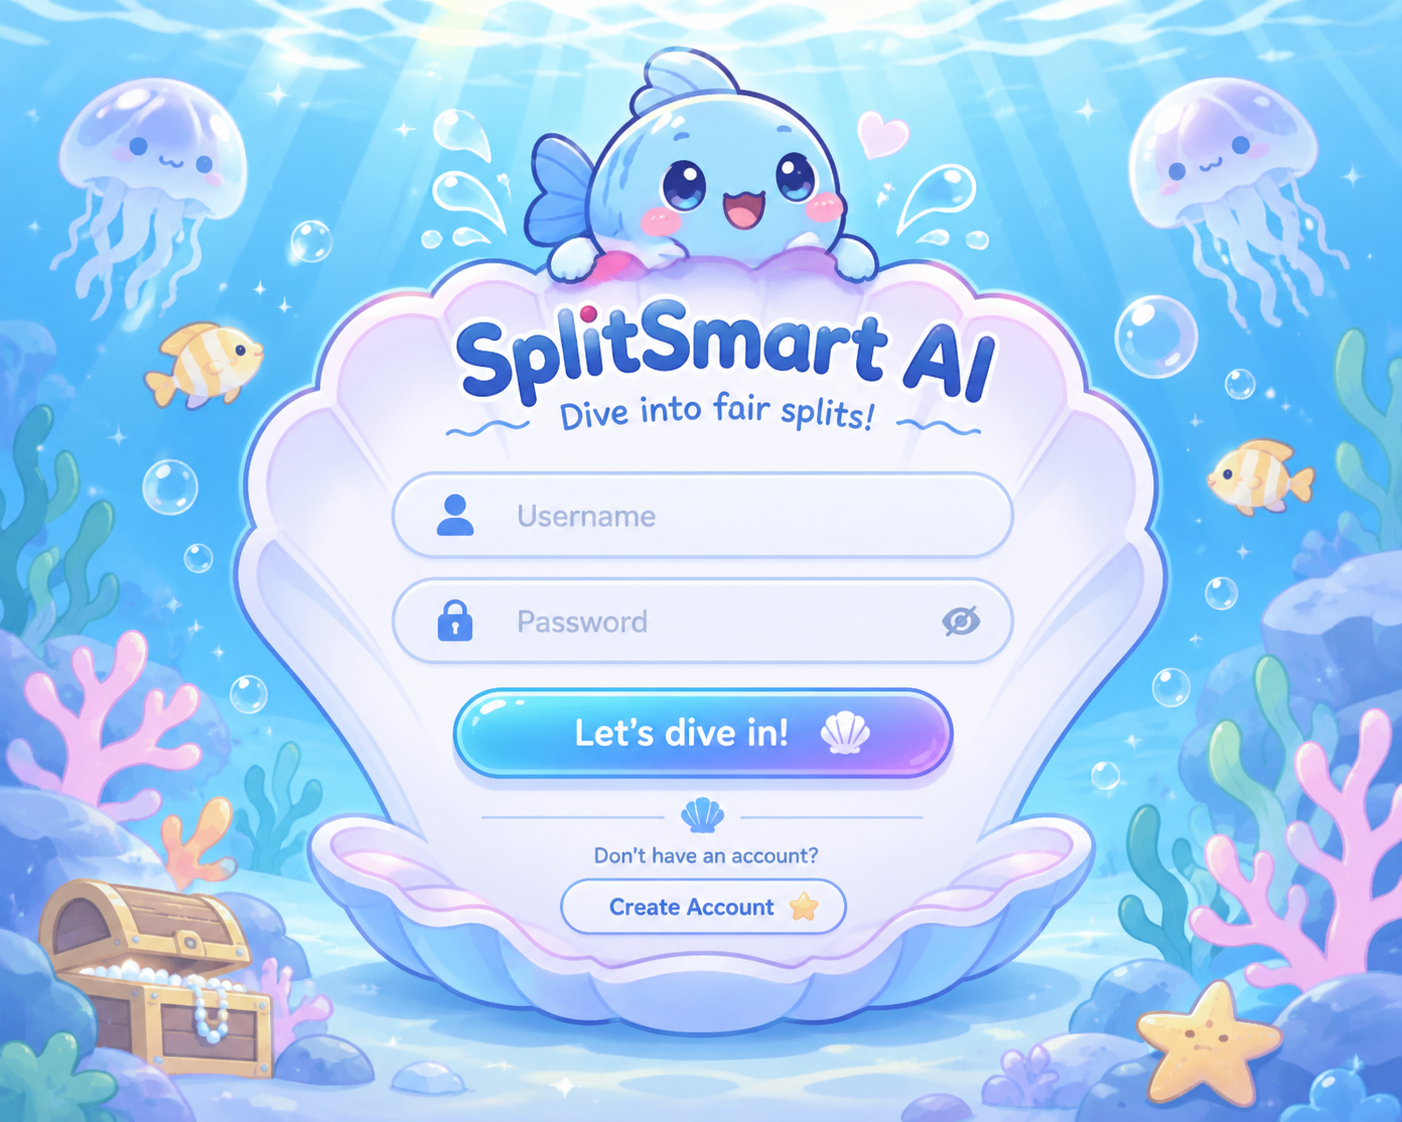 SplitSmart AI
Dive into fair splits!
Username
Password
Let's dive in!
Don't have an account?
Create Account